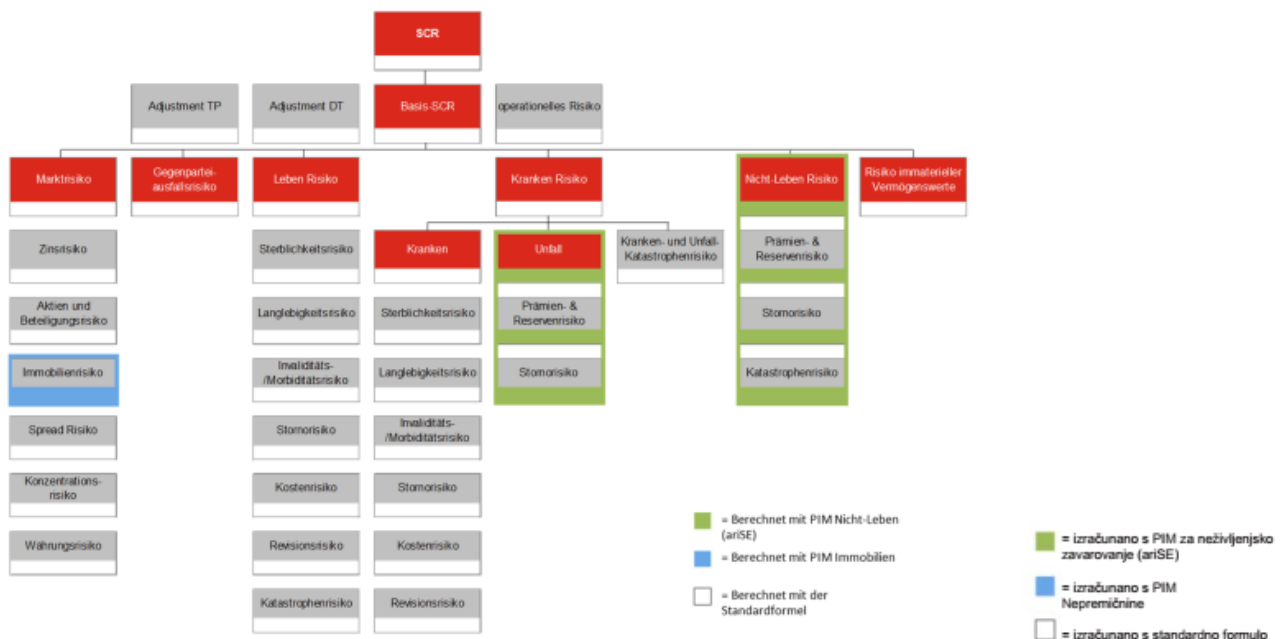 SCR
Adjustment TP
Adjustment DT
Basis-SCR
operationelles Risiko
Marktrisiko
Gegenpartei-
ausfallsrisiko
Leben Risiko
Kranken Risiko
Nicht-Leben Risiko
Risiko immaterieller
Vermögenswerte
Zinsrisiko
Sterblichkeitsrisiko
Kranken
Unfall
Kranken- und Unfall-
Katastrophenrisiko
Prämien- &
Reservenrisiko
Aktien und
Beteiligungsrisiko
Langlebigkeitsrisiko
Sterblichkeitsrisiko
Prämien- &
Reservenrisiko
Stornorisiko
Immobilienrisiko
Invaliditäts-
/Morbiditätsrisiko
Langlebigkeitsrisiko
Stornorisiko
Katastrophenrisiko
Spread Risiko
Stornorisiko
Invaliditäts-
/Morbiditätsrisiko
Konzentrations-
risiko
Kostenrisiko
Stornorisiko
Währungsrisiko
Revisionsrisiko
Kostenrisiko
Katastrophenrisiko
Revisionsrisiko
= Berechnet mit PIM Nicht-Leben
(ariSE)
= Berechnet mit PIM Immobilien
= Berechnet mit der
Standardformel
= izračunano s PIM za neživljenjsko
zavarovanje (ariSE)
= izračunano s PIM
Nepremičnine
= izračunano s standardno formulo